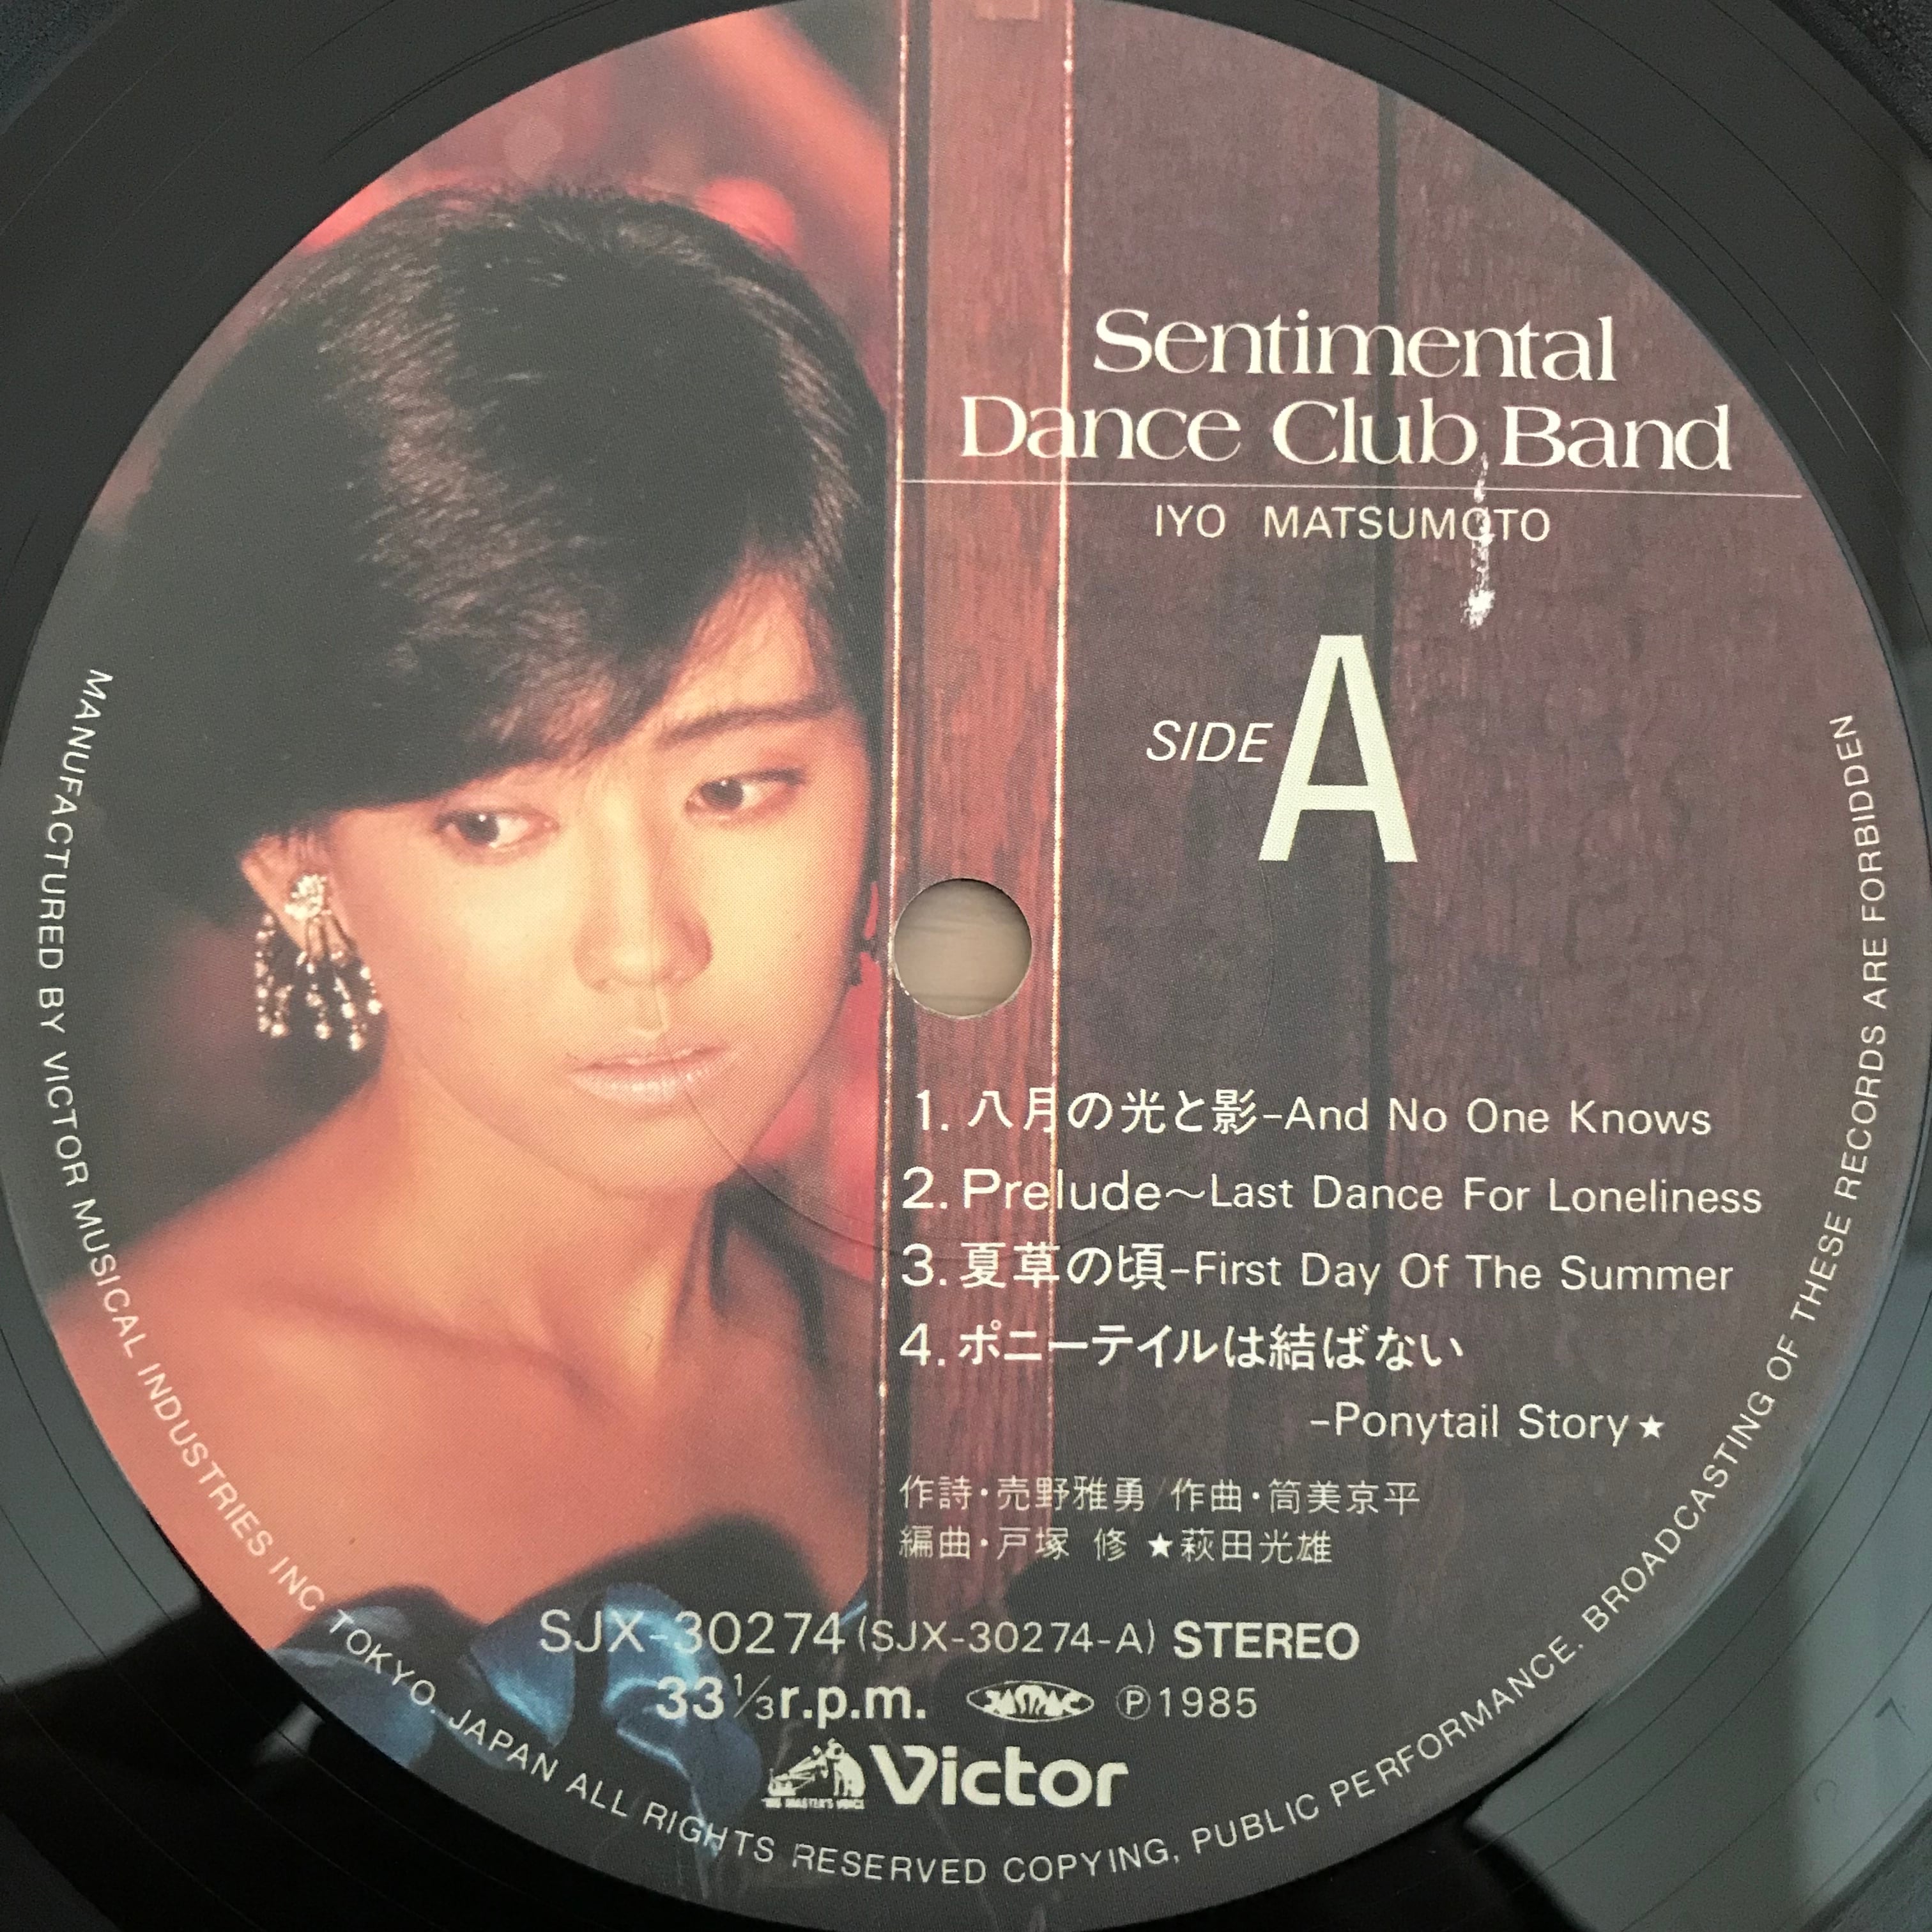 Sentimental
Dance Club Band
IYO MATSUMOTO
SIDE A
1. 八月の光と影–And No One Knows
2. Prelude～Last Dance For Loneliness
3. 夏草の頃–First Day Of The Summer
4. ポニーテイルは結ばない
–Ponytail Story★
作詩・売野雅勇／作曲・筒美京平
編曲・戸塚 修 ★萩田光雄
SJX-30274 (SJX-30274-A) STEREO
33⅓r.p.m. JASRAC Ⓟ1985
"HIS MASTER'S VOICE" Victor
MANUFACTURED BY VICTOR MUSICAL INDUSTRIES INC TOKYO. JAPAN ALL RIGHTS RESERVED COPYING, PUBLIC PERFORMANCE. BROADCASTING OF THESE RECORDS ARE FORBIDDEN